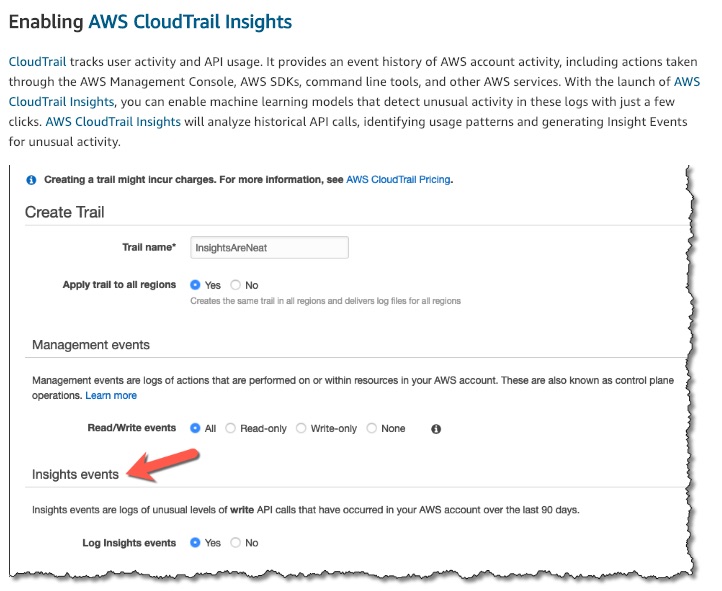 Enabling AWS CloudTrail Insights
CloudTrail tracks user activity and API usage. It provides an event history of AWS account activity, including actions taken
through the AWS Management Console, AWS SDKs, command line tools, and other AWS services. With the launch of AWS
CloudTrail Insights, you can enable machine learning models that detect unusual activity in these logs with just a few
clicks. AWS CloudTrail Insights will analyze historical API calls, identifying usage patterns and generating Insight Events
for unusual activity.
Creating a trail might incur charges. For more information, see AWS CloudTrail Pricing.
Create Trail
Trail name* InsightsAreNeat
Apply trail to all regions Yes No
Creates the same trail in all regions and delivers log files for all regions
Management events
Management events are logs of actions that are performed on or within resources in your AWS account. These are also known as control plane
operations. Learn more
Read/Write events All Read-only Write-only None
Insights events
Insights events are logs of unusual levels of write API calls that have occurred in your AWS account over the last 90 days.
Log Insights events Yes No